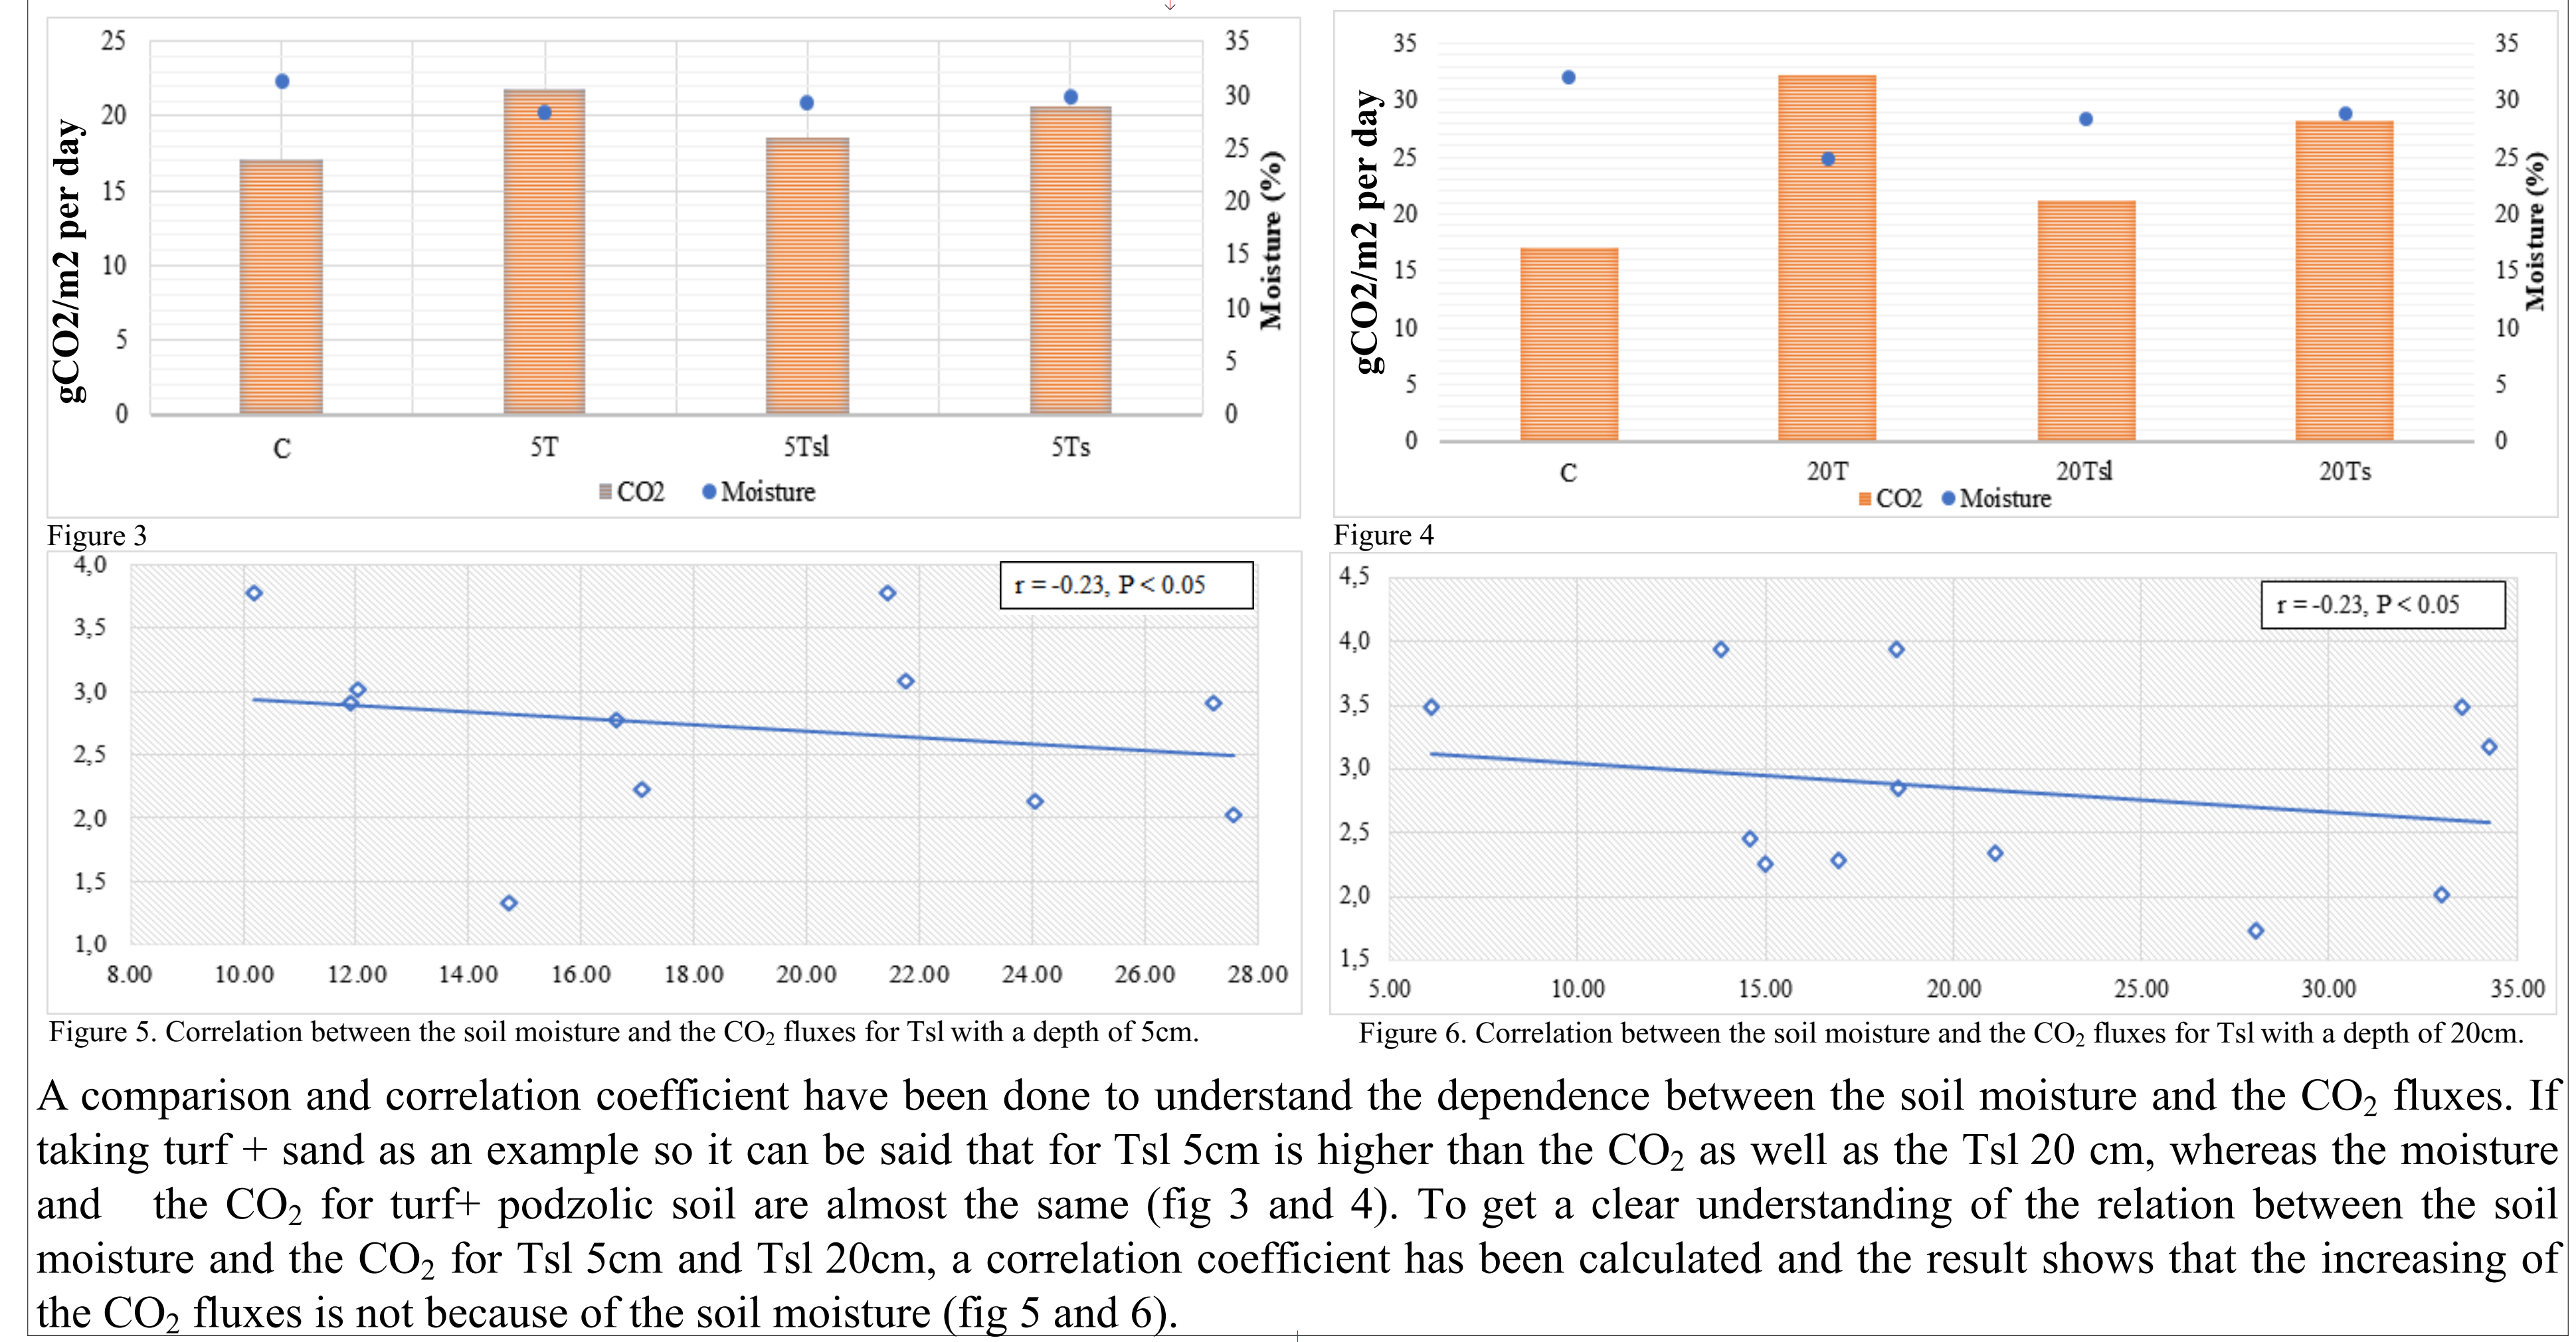 25
20
15
10
5
0
gCO2/m2 per day
35
30
25
20
15
10
5
0
Moisture (%)
C 5T 5Tsl 5Ts
CO2 Moisture
Figure 3
35
30
25
20
15
10
5
0
gCO2/m2 per day
35
30
25
20
15
10
5
0
Moisture (%)
C 20T 20Tsl 20Ts
CO2 Moisture
Figure 4
4,0
3,5
3,0
2,5
2,0
1,5
1,0
r = -0.23, P < 0.05
8.00 10.00 12.00 14.00 16.00 18.00 20.00 22.00 24.00 26.00 28.00
Figure 5. Correlation between the soil moisture and the CO₂ fluxes for Tsl with a depth of 5cm.
4,5
4,0
3,5
3,0
2,5
2,0
1,5
r = -0.23, P < 0.05
5.00 10.00 15.00 20.00 25.00 30.00 35.00
Figure 6. Correlation between the soil moisture and the CO₂ fluxes for Tsl with a depth of 20cm.
A comparison and correlation coefficient have been done to understand the dependence between the soil moisture and the CO₂ fluxes. If
taking turf + sand as an example so it can be said that for Tsl 5cm is higher than the CO₂ as well as the Tsl 20 cm, whereas the moisture
and the CO₂ for turf+ podzolic soil are almost the same (fig 3 and 4). To get a clear understanding of the relation between the soil
moisture and the CO₂ for Tsl 5cm and Tsl 20cm, a correlation coefficient has been calculated and the result shows that the increasing of
the CO₂ fluxes is not because of the soil moisture (fig 5 and 6).